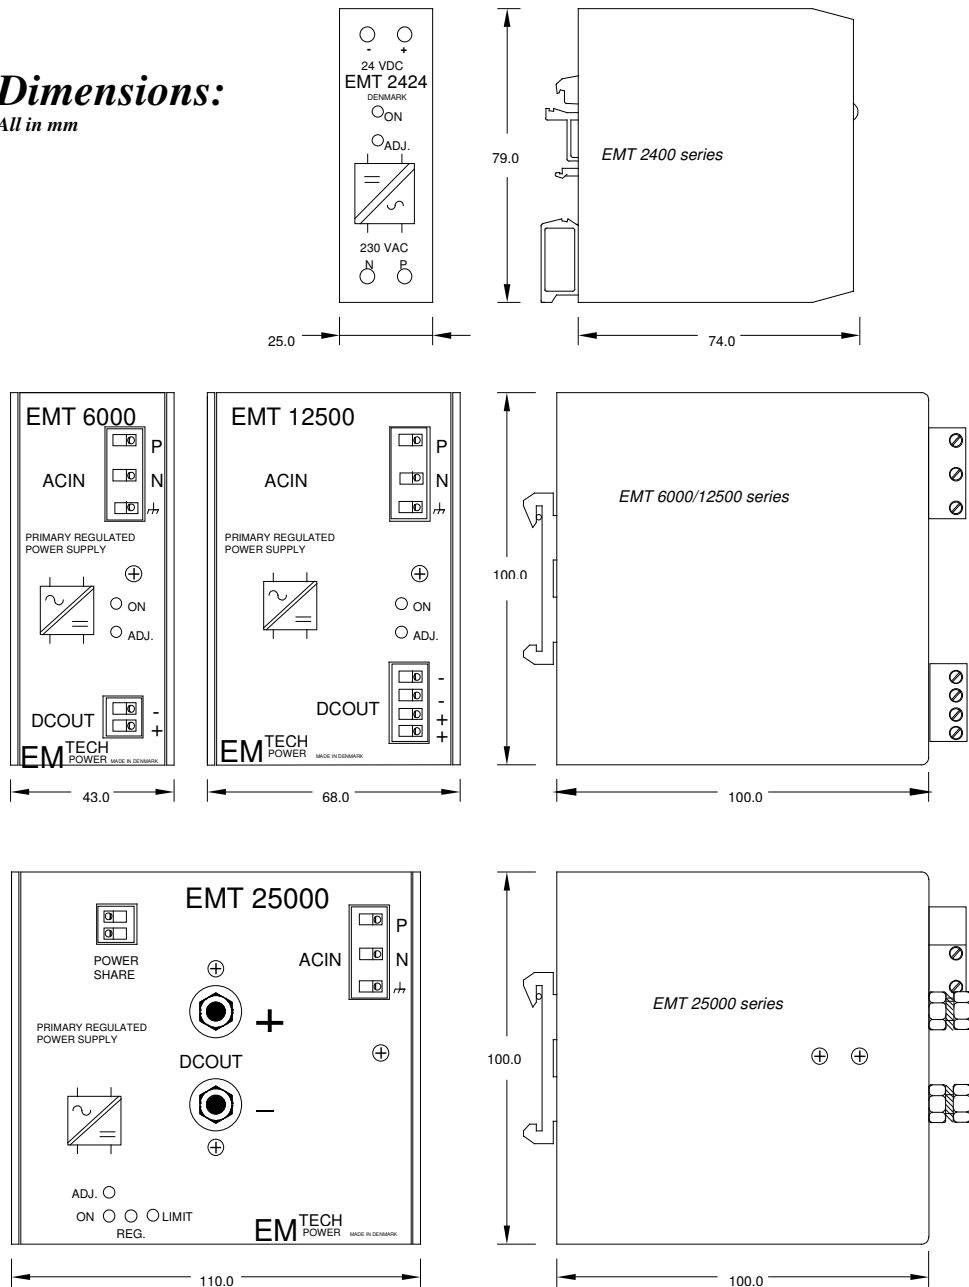 Dimensions:
All in mm
- +
24 VDC
EMT 2424
DENMARK
ON
ADJ.
230 VAC
N P
25.0
79.0
EMT 2400 series
74.0
EMT 6000
P
ACIN N
PRIMARY REGULATED
POWER SUPPLY
ON
ADJ.
DCOUT -
+
EM TECH
POWER MADE IN DENMARK
43.0
EMT 12500
P
ACIN N
PRIMARY REGULATED
POWER SUPPLY
ON
ADJ.
-
DCOUT -
+
+
EM TECH
POWER MADE IN DENMARK
68.0
100.0
EMT 6000/12500 series
100.0
EMT 25000
P
POWER
SHARE
ACIN N
PRIMARY REGULATED
POWER SUPPLY
+
DCOUT
-
ADJ.
ON LIMIT
REG.
EM TECH
POWER MADE IN DENMARK
110.0
100.0
EMT 25000 series
100.0